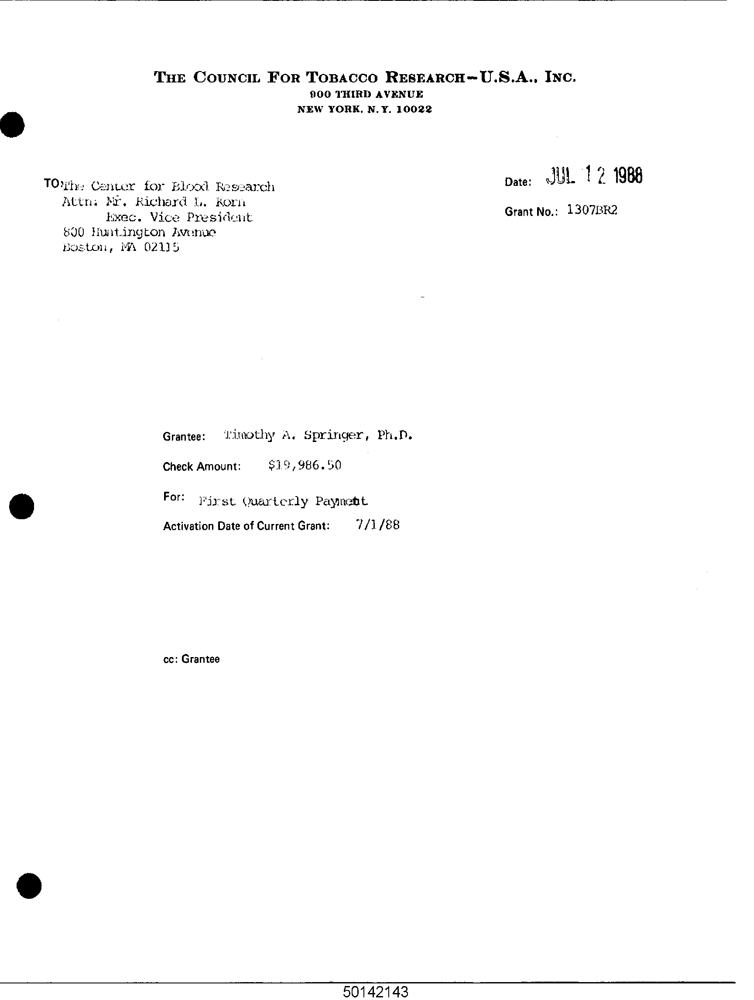 THE COUNCIL FOR TOBACCO RESEARCH-U.S.A., INC.
900 THIRD AVENUE
NEW YORK, N.Y. 10022
TO: The Center for Blood Research
Attn: Mr. Richard L. Korn
Exec. Vice President
800 Huntington Avenue
Boston, MA 02115
Date: JUL 12 1988
Grant No.: 1307BR2
Grantee: Timothy A. Springer, Ph.D.
Check Amount: $19,986.50
For: First Quarterly Payment
Activation Date of Current Grant: 7/1/88
cc: Grantee
50142143